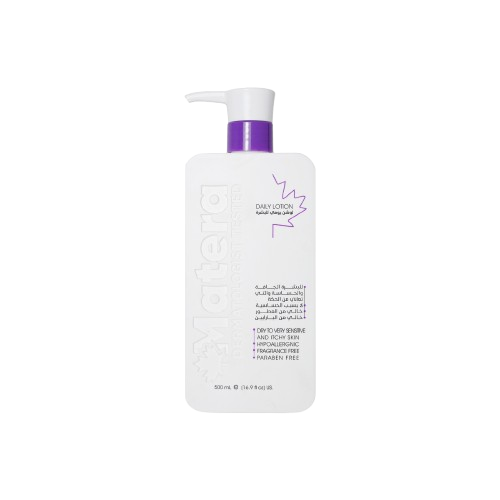 Matera
DAILY LOTION
لوشن يومي للبشرة
للبشرة الجافة
والحساسة والتي
تعاني من الحكة
لا يسبب الحساسية
خالي من العطور
خالي من البارابين
DRY TO VERY SENSITIVE
AND ITCHY SKIN
HYPOALLERGINIC
FRAGRANCE FREE
PARABEN FREE
500 mL ℮ (16.9 fl oz) US.